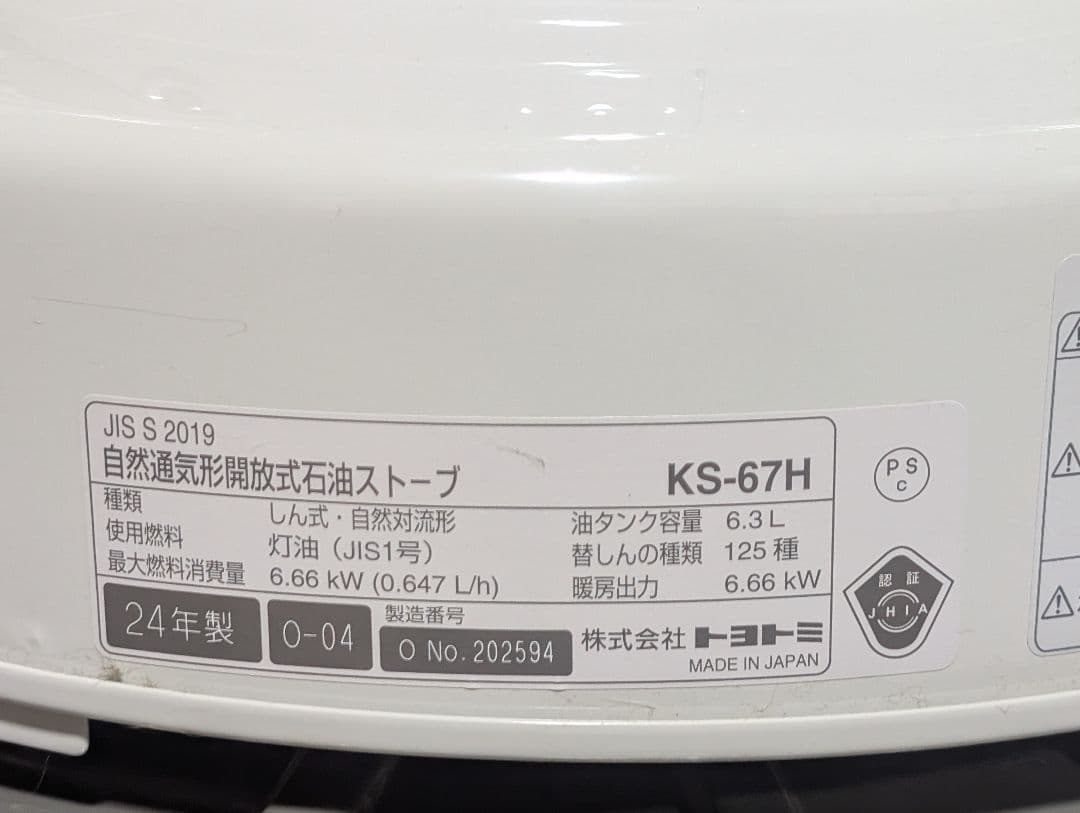 JIS S 2019
自然通気形開放式石油ストーブ KS-67H
種類 しん式・自然対流形
使用燃料 灯油（JIS1号）
最大燃料消費量 6.66 kW (0.647 L/h)
油タンク容量 6.3 L
替しんの種類 125 種
暖房出力 6.66 kW
24年製 O-04
製造番号
O No. 202594
株式会社トヨトミ
MADE IN JAPAN
PS
C
認証
JHIA